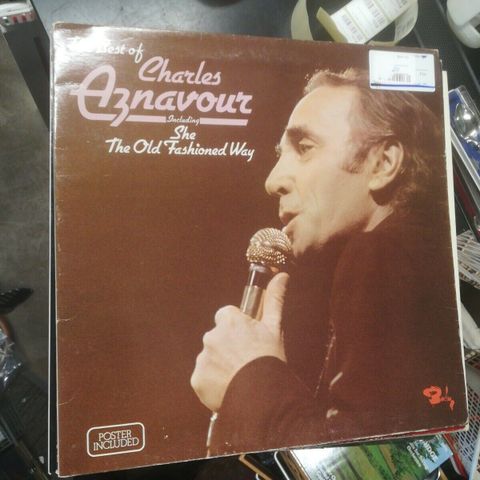 Best of
Charles
Aznavour
Including
She
The Old Fashioned Way
POSTER
INCLUDED